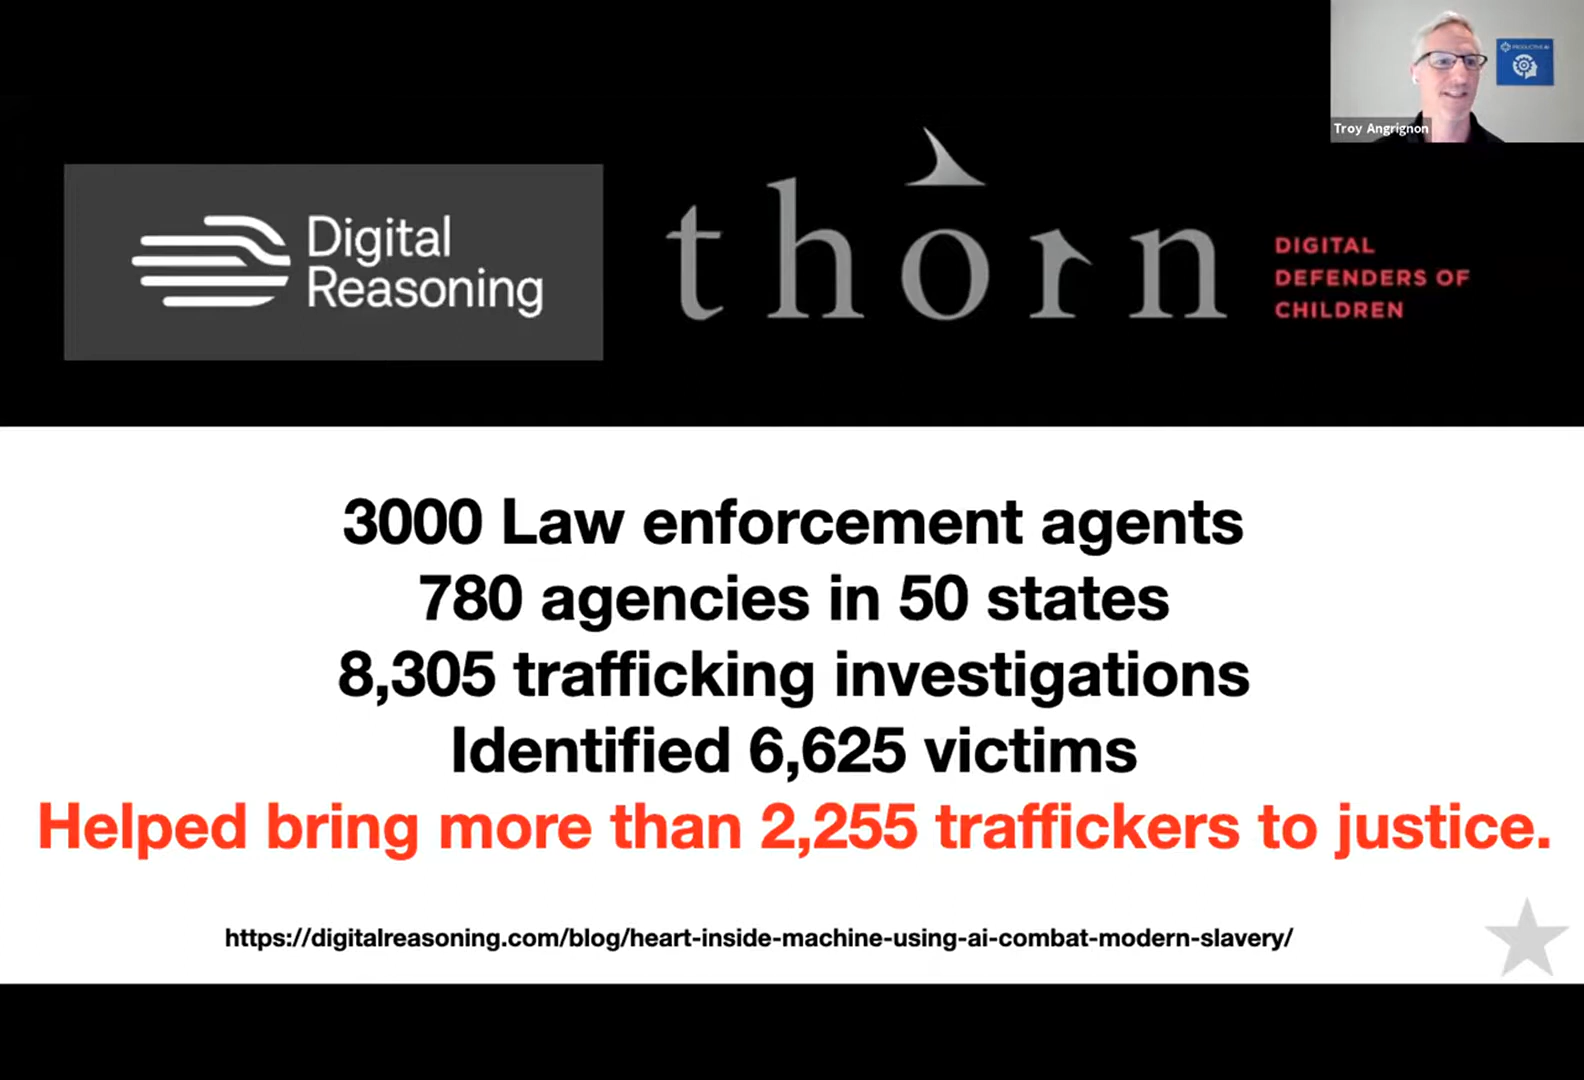 PRODUCTIVE AI
Troy Angrignon
Digital
Reasoning
thorn
DIGITAL
DEFENDERS OF
CHILDREN
3000 Law enforcement agents
780 agencies in 50 states
8,305 trafficking investigations
Identified 6,625 victims
Helped bring more than 2,255 traffickers to justice.
https://digitalreasoning.com/blog/heart-inside-machine-using-ai-combat-modern-slavery/